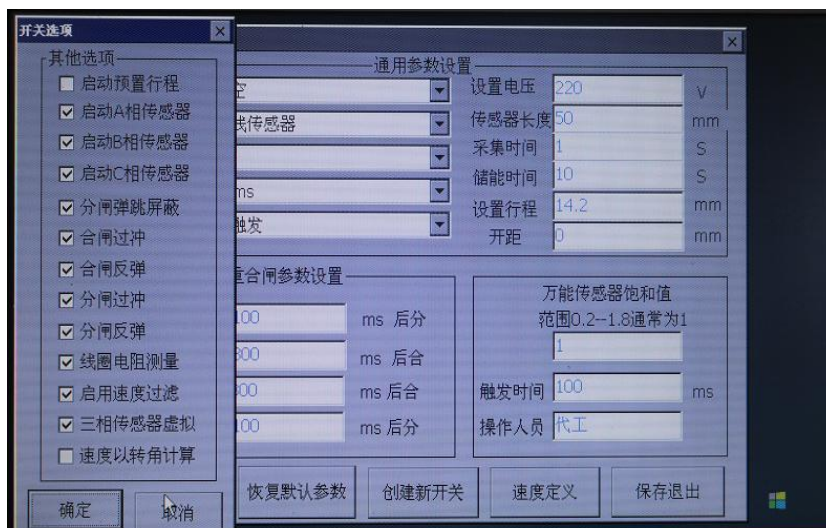 开关选项
其他选项
启动预置行程
启动A相传感器
启动B相传感器
启动C相传感器
分闸弹跳屏蔽
合闸过冲
合闸反弹
分闸过冲
分闸反弹
线圈电阻测量
启用速度过滤
三相传感器虚拟
速度以转角计算
确定
取消
通用参数设置
线传感器
ms
触发
设置电压 220 V
传感器长度 50 mm
采集时间 1 S
储能时间 10 S
设置行程 14.2 mm
开距 0 mm
重合闸参数设置
ms 后分
ms 后合
ms 后合
ms 后分
万能传感器饱和值
范围0.2--1.8通常为1
1
触发时间 100 ms
操作人员 代工
恢复默认参数
创建新开关
速度定义
保存退出